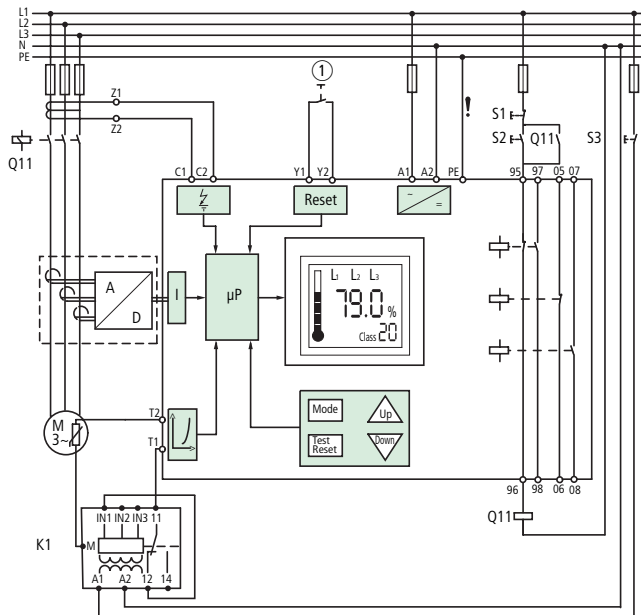 L1
L2
L3
N
PE
Z1
Z2
1
!
S1
S2
Q11
S3
Q11
C1 C2 Y1 Y2 A1 A2 PE 95 97 05 07
Reset
~
=
A
D
I
µP
L1 L2 L3
79.0 %
Class 20
M
3~
T2
T1
Mode
Up
Test
Reset
Down
96 98 06 08
Q11
IN1 IN2 IN3 11
K1
M
A1 A2 12 14